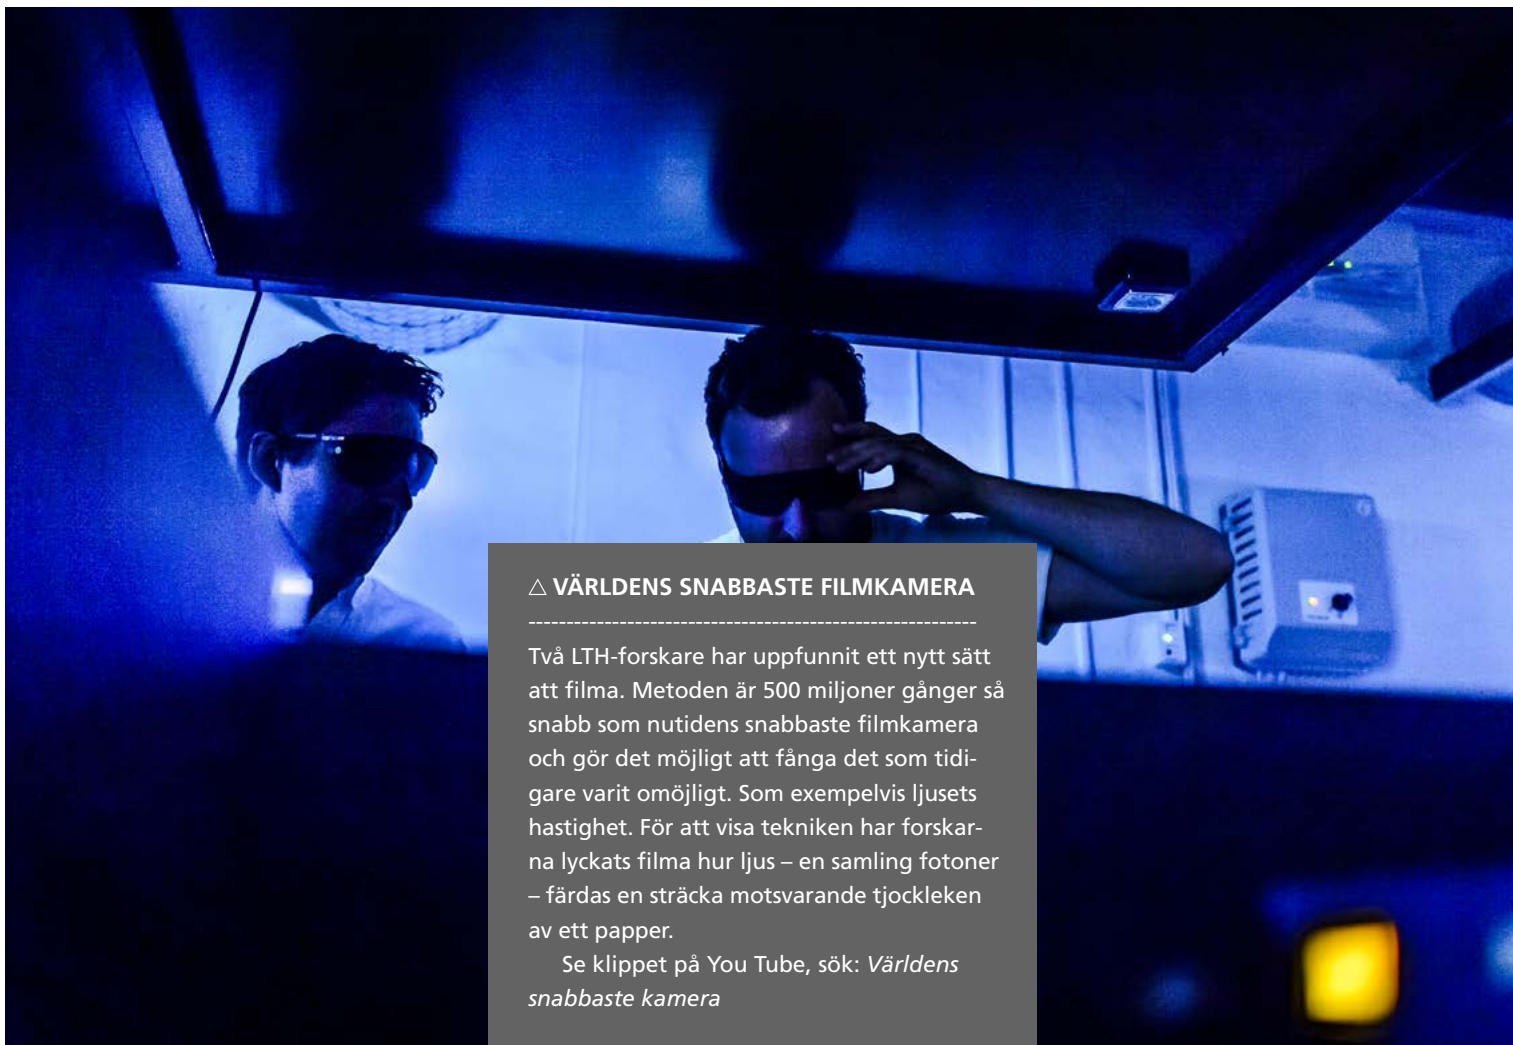 △ VÄRLDENS SNABBASTE FILMKAMERA
-----------------------------------------------------------
Två LTH-forskare har uppfunnit ett nytt sätt
att filma. Metoden är 500 miljoner gånger så
snabb som nutidens snabbaste filmkamera
och gör det möjligt att fånga det som tidi-
gare varit omöjligt. Som exempelvis ljusets
hastighet. För att visa tekniken har forskar-
na lyckats filma hur ljus – en samling fotoner
– färdas en sträcka motsvarande tjockleken
av ett papper.
Se klippet på You Tube, sök: Världens
snabbaste kamera